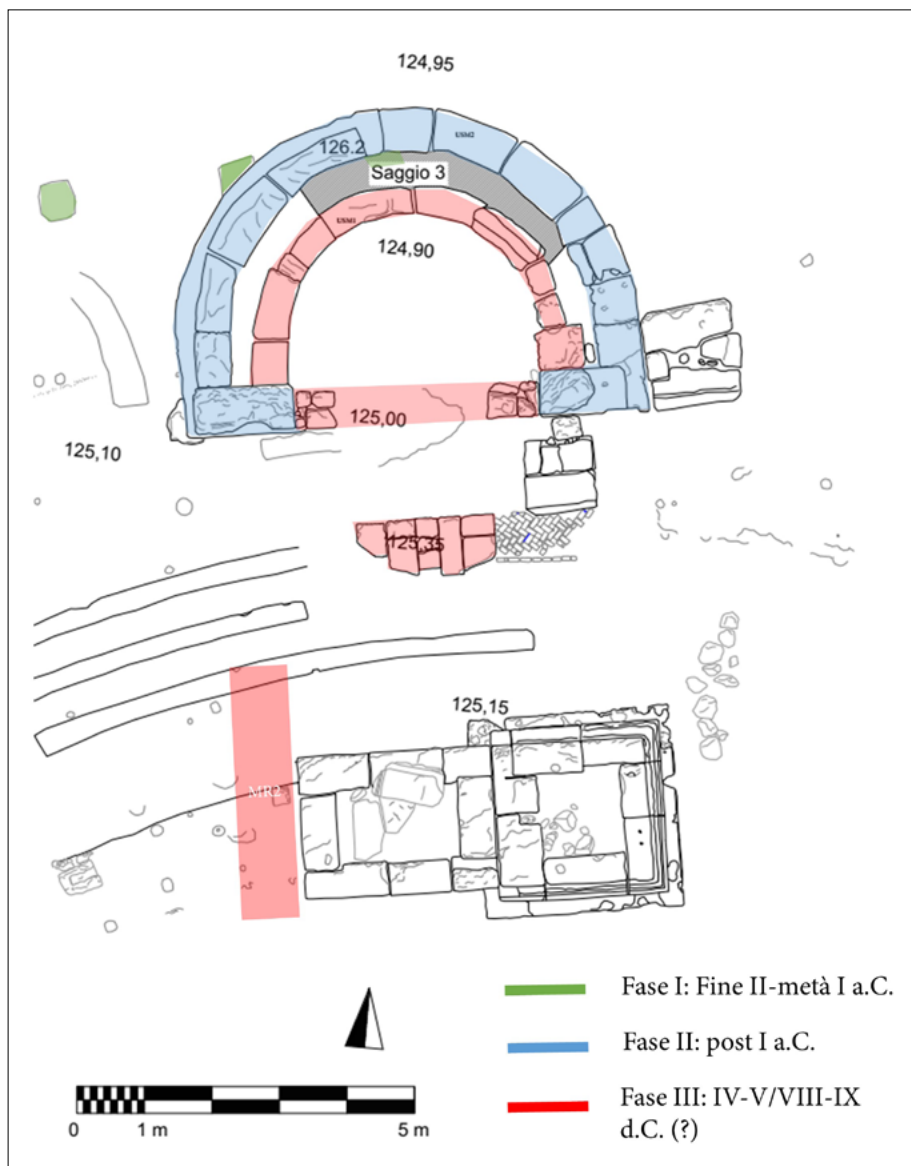 124,95
USM2
126.2
Saggio 3
USM1
124,90
125,00
125,10
125,35
125,15
MR2
Fase I: Fine II-metà I a.C.
Fase II: post I a.C.
Fase III: IV-V/VIII-IX
d.C. (?)
0 1 m 5 m